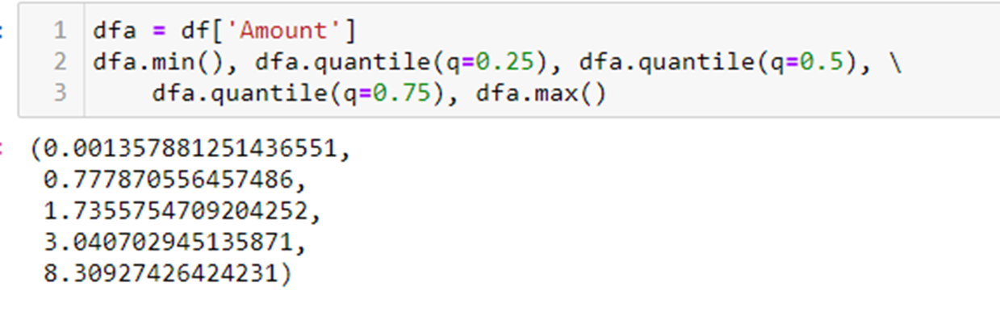 1 dfa = df['Amount']
2 dfa.min(), dfa.quantile(q=0.25), dfa.quantile(q=0.5), \
3 dfa.quantile(q=0.75), dfa.max()
(0.001357881251436551,
0.777870556457486,
1.7355754709204252,
3.040702945135871,
8.30927426424231)